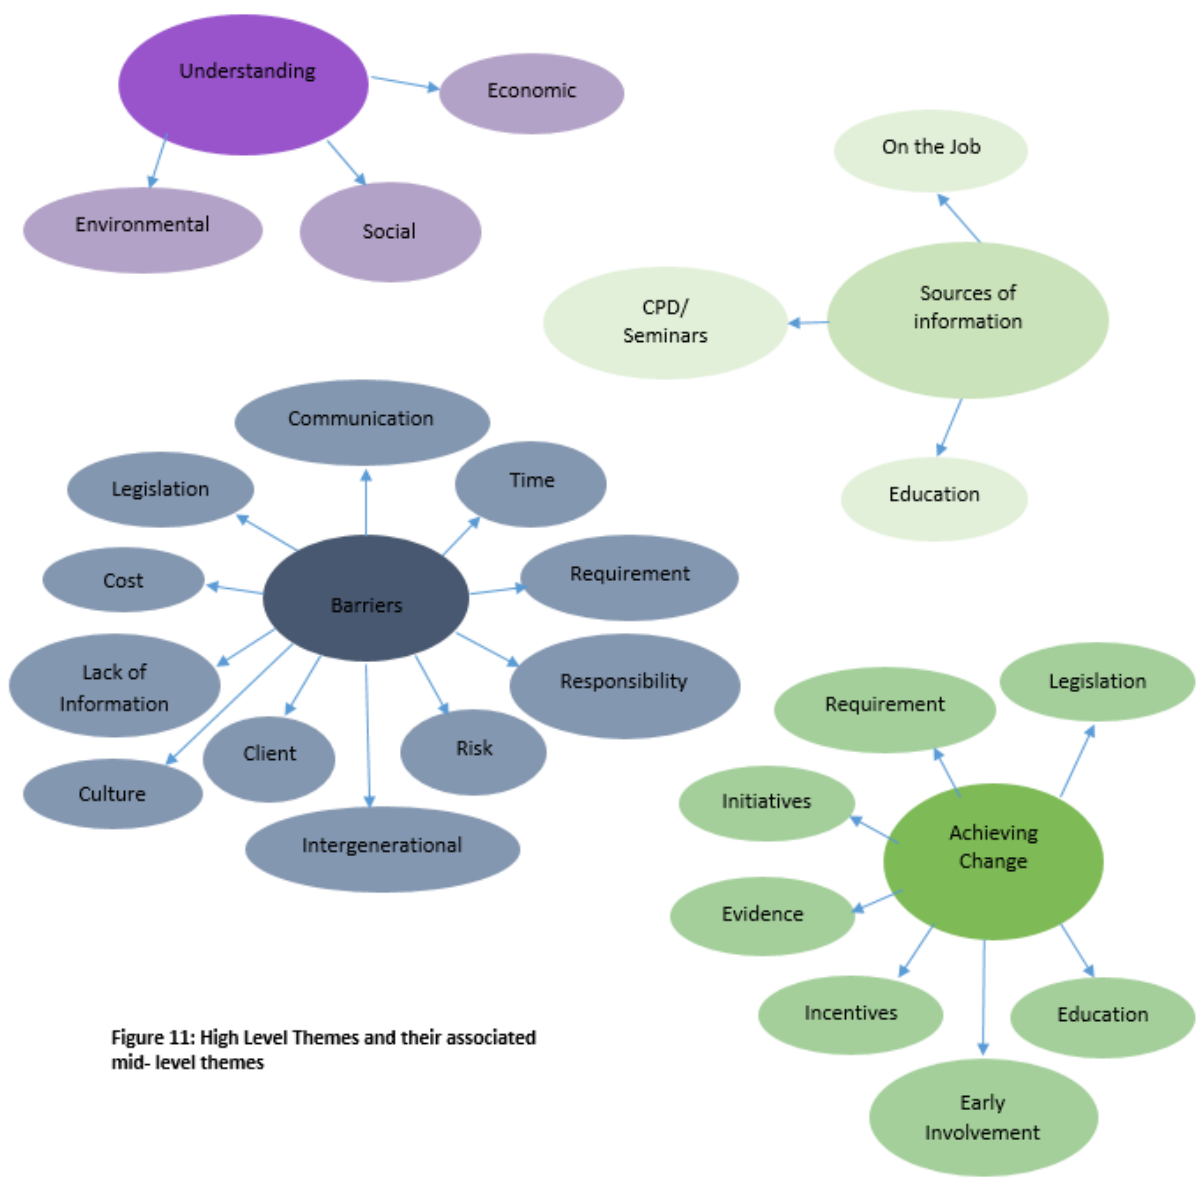 Understanding
Economic
Environmental
Social
On the Job
Sources of
information
CPD/
Seminars
Education
Communication
Time
Legislation
Requirement
Cost
Barriers
Responsibility
Lack of
Information
Client
Risk
Culture
Intergenerational
Legislation
Requirement
Initiatives
Achieving
Change
Evidence
Incentives
Education
Early
Involvement
Figure 11: High Level Themes and their associated
mid- level themes